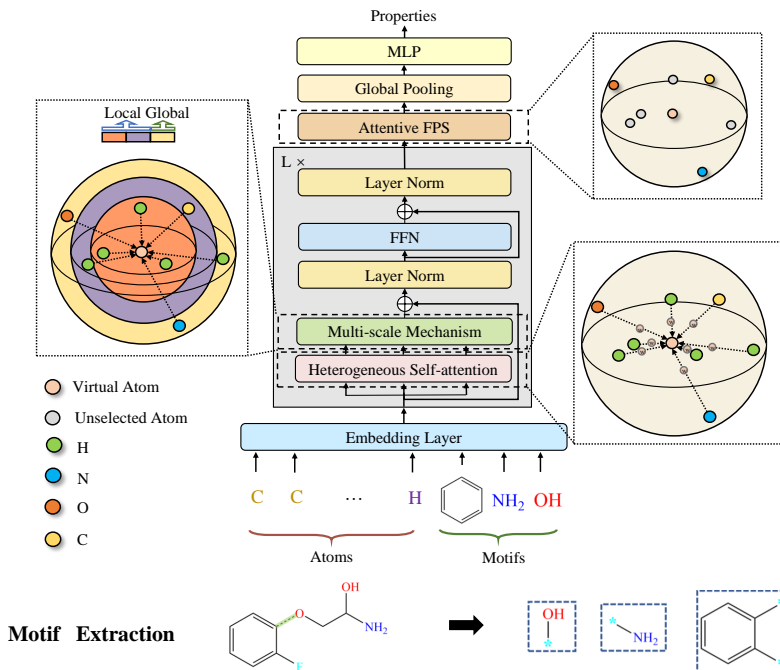 Properties
MLP
Global Pooling
Attentive FPS
Local Global
L ×
Layer Norm
FFN
Layer Norm
Multi-scale Mechanism
Heterogeneous Self-attention
Embedding Layer
Virtual Atom
Unselected Atom
H
N
O
C
C C ... H NH2 OH
Atoms Motifs
Motif Extraction
OH
O
NH2
F
OH
*
*
NH2
*
*